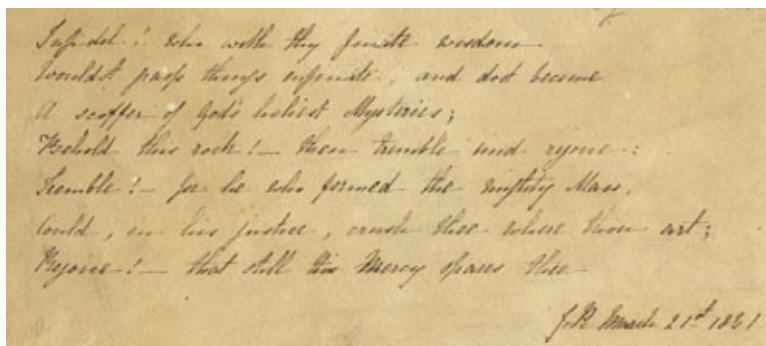 Infidel! who with thy finite wisdom
Wouldst grasp things infinite, and dost become
A scoffer of God's holiest Mysteries;
Behold this rock! — then tremble and rejoice:
Tremble! — for he who formed the mighty Mass,
Could, in his justice, crush thee where thou art;
Rejoice! — that still his Mercy spares thee
March 21st 1831